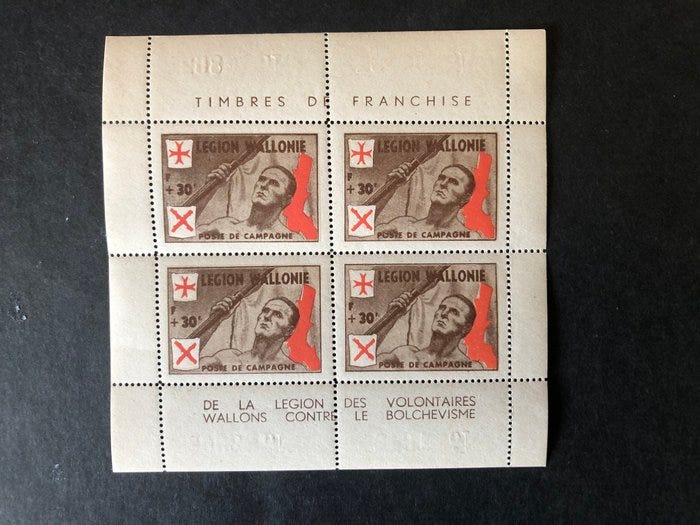 TIMBRES DE FRANCHISE
LEGION WALLONIE
F
+ 30F
POSTE DE CAMPAGNE
LEGION WALLONIE
F
+ 30F
POSTE DE CAMPAGNE
LEGION WALLONIE
F
+ 30F
POSTE DE CAMPAGNE
LEGION WALLONIE
F
+ 30F
POSTE DE CAMPAGNE
DE LA LEGION DES VOLONTAIRES
WALLONS CONTRE LE BOLCHEVISME